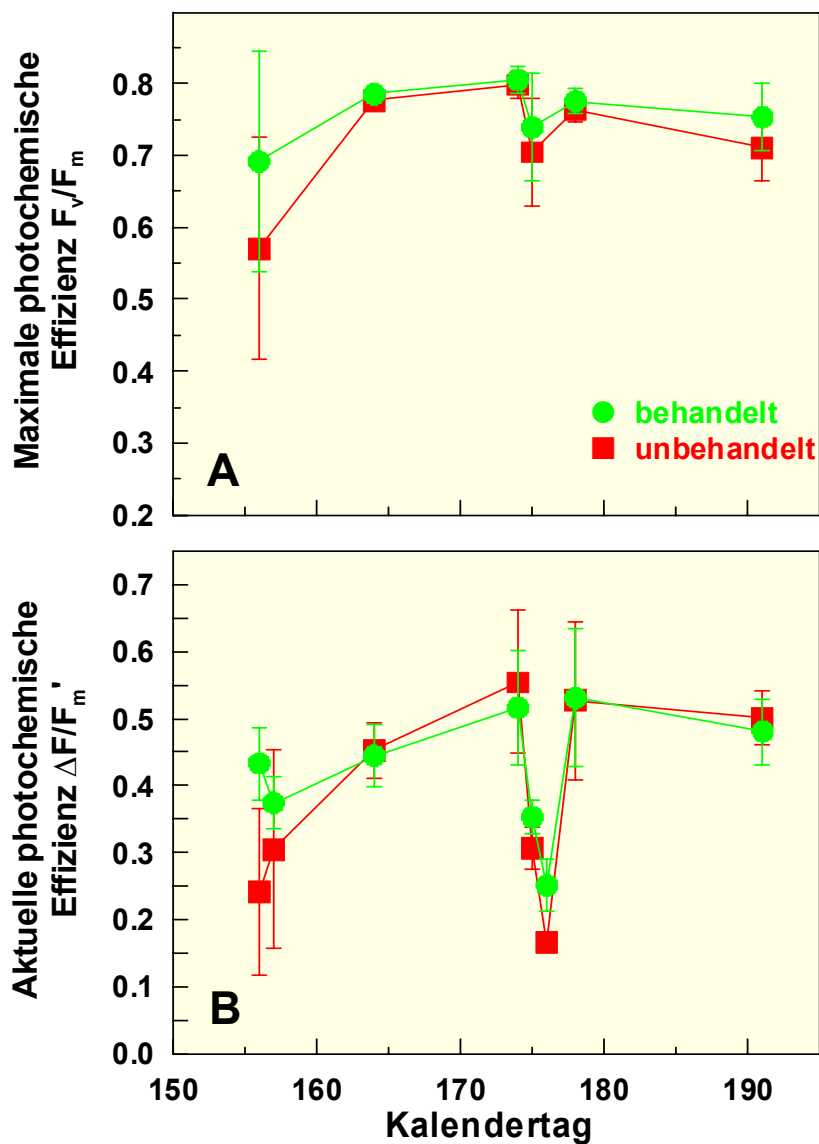 Maximale photochemische
Effizienz Fv/Fm
0.8
0.7
0.6
0.5
0.4
0.3
0.2
behandelt
unbehandelt
A
Aktuelle photochemische
Effizienz ΔF/Fm'
0.7
0.6
0.5
0.4
0.3
0.2
0.1
0.0
B
150 160 170 180 190
Kalendertag